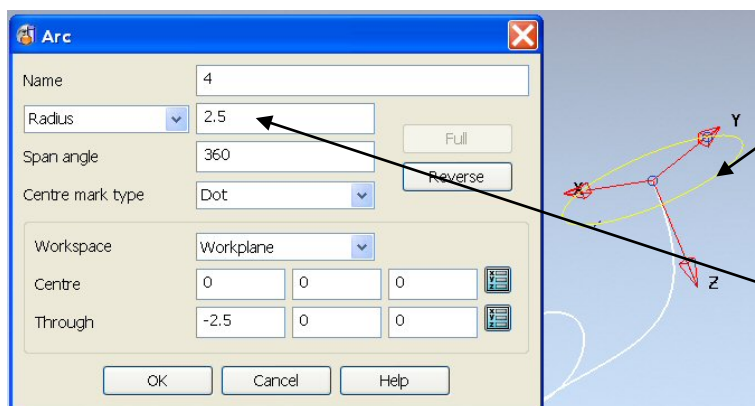 Arc
Name 4
Radius 2.5
Full
Span angle 360
Reverse
Centre mark type Dot
Workspace Workplane
Centre 0 0 0
Through -2.5 0 0
OK Cancel Help
Y
X
Z